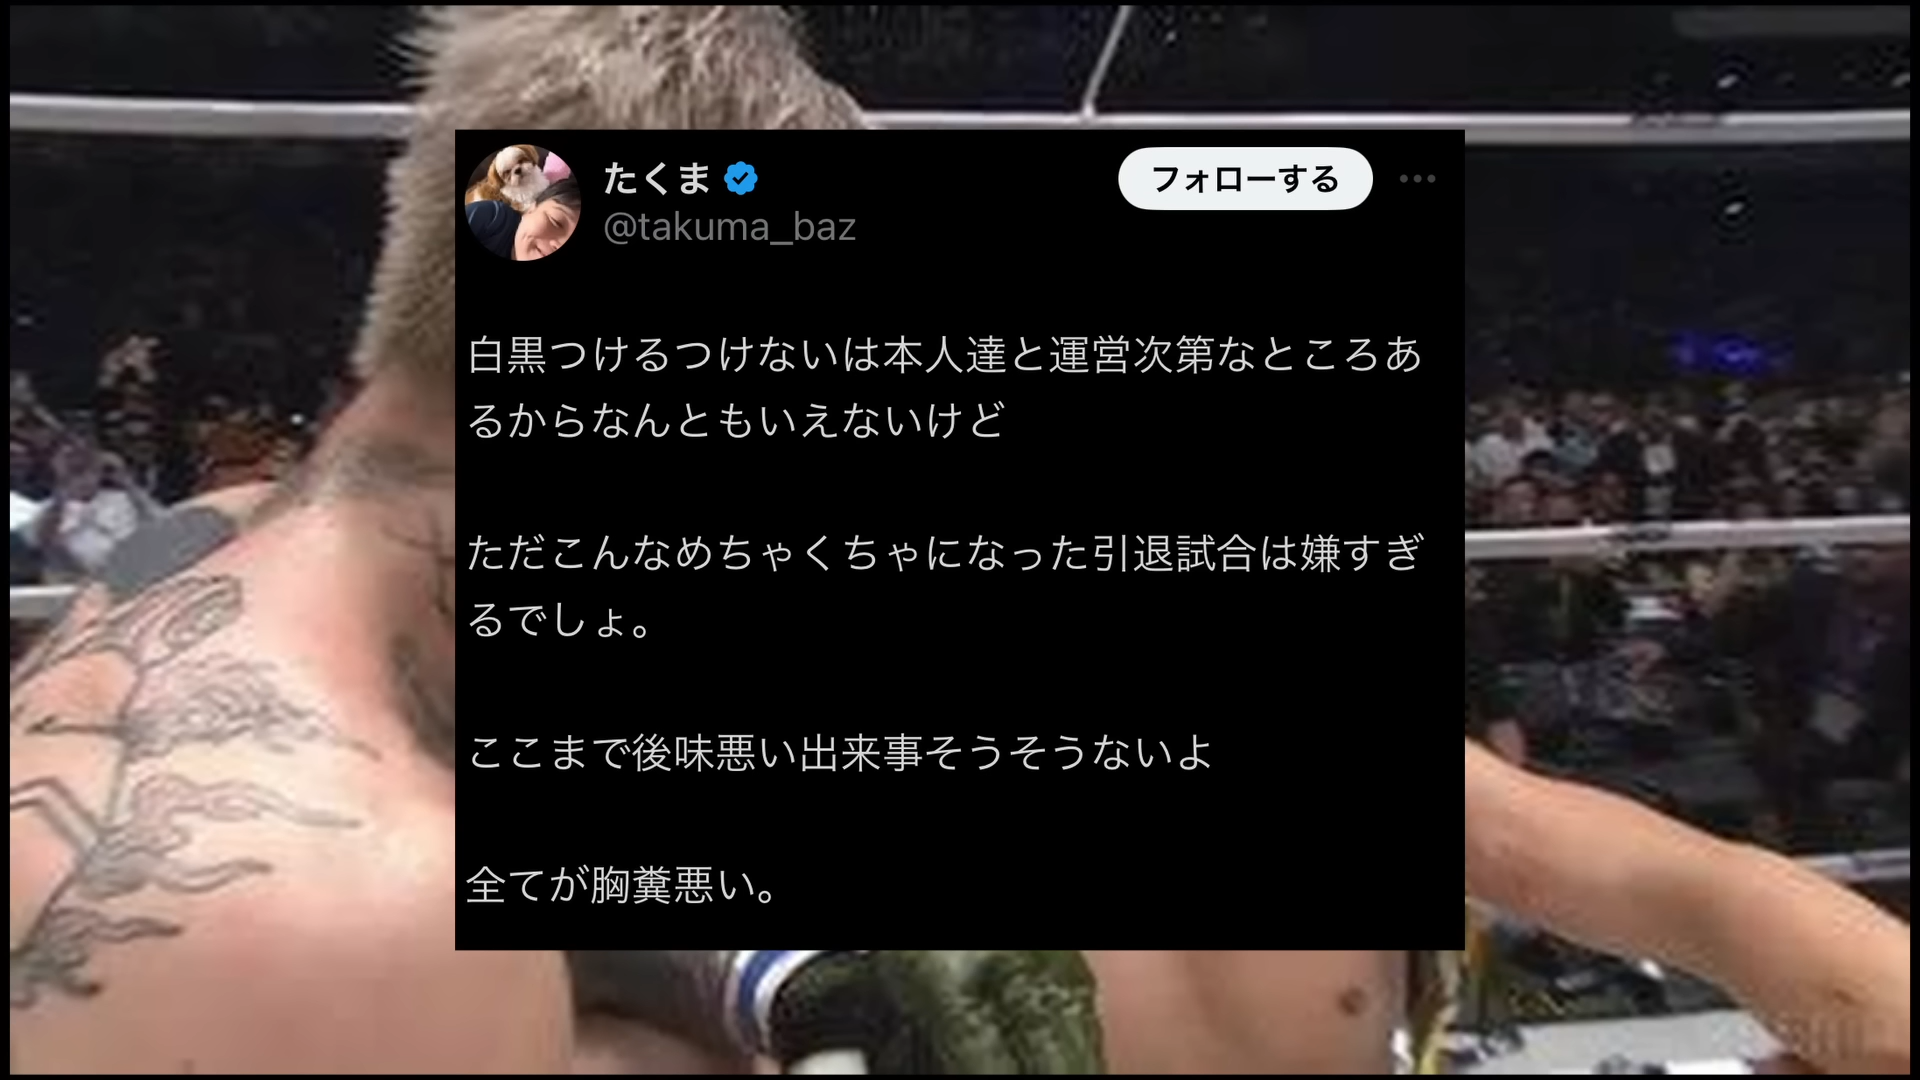 たくま
フォローする
@takuma_baz
白黒つけるつけないは本人達と運営次第なところあ
るからなんともいえないけど
ただこんなめちゃくちゃになった引退試合は嫌すぎ
るでしょ。
ここまで後味悪い出来事そうそうないよ
全てが胸糞悪い。